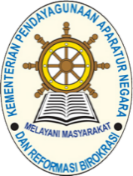 KEMENTERIAN PENDAYAGUNAAN APARATUR NEGARA
MELAYANI MASYARAKAT
DAN REFORMASI BIROKRASI